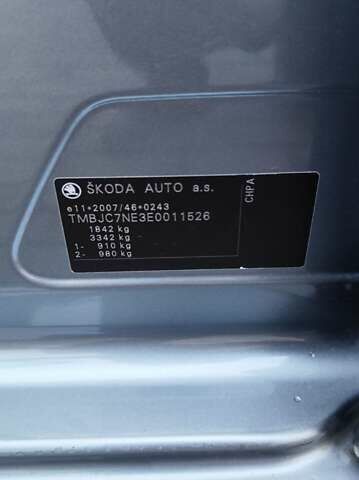 ŠKODA AUTO a.s.
e11*2007/46*0243
TMBJC7NE3E0011526
1842 kg
3342 kg
1- 910 kg
2- 980 kg
CHPA